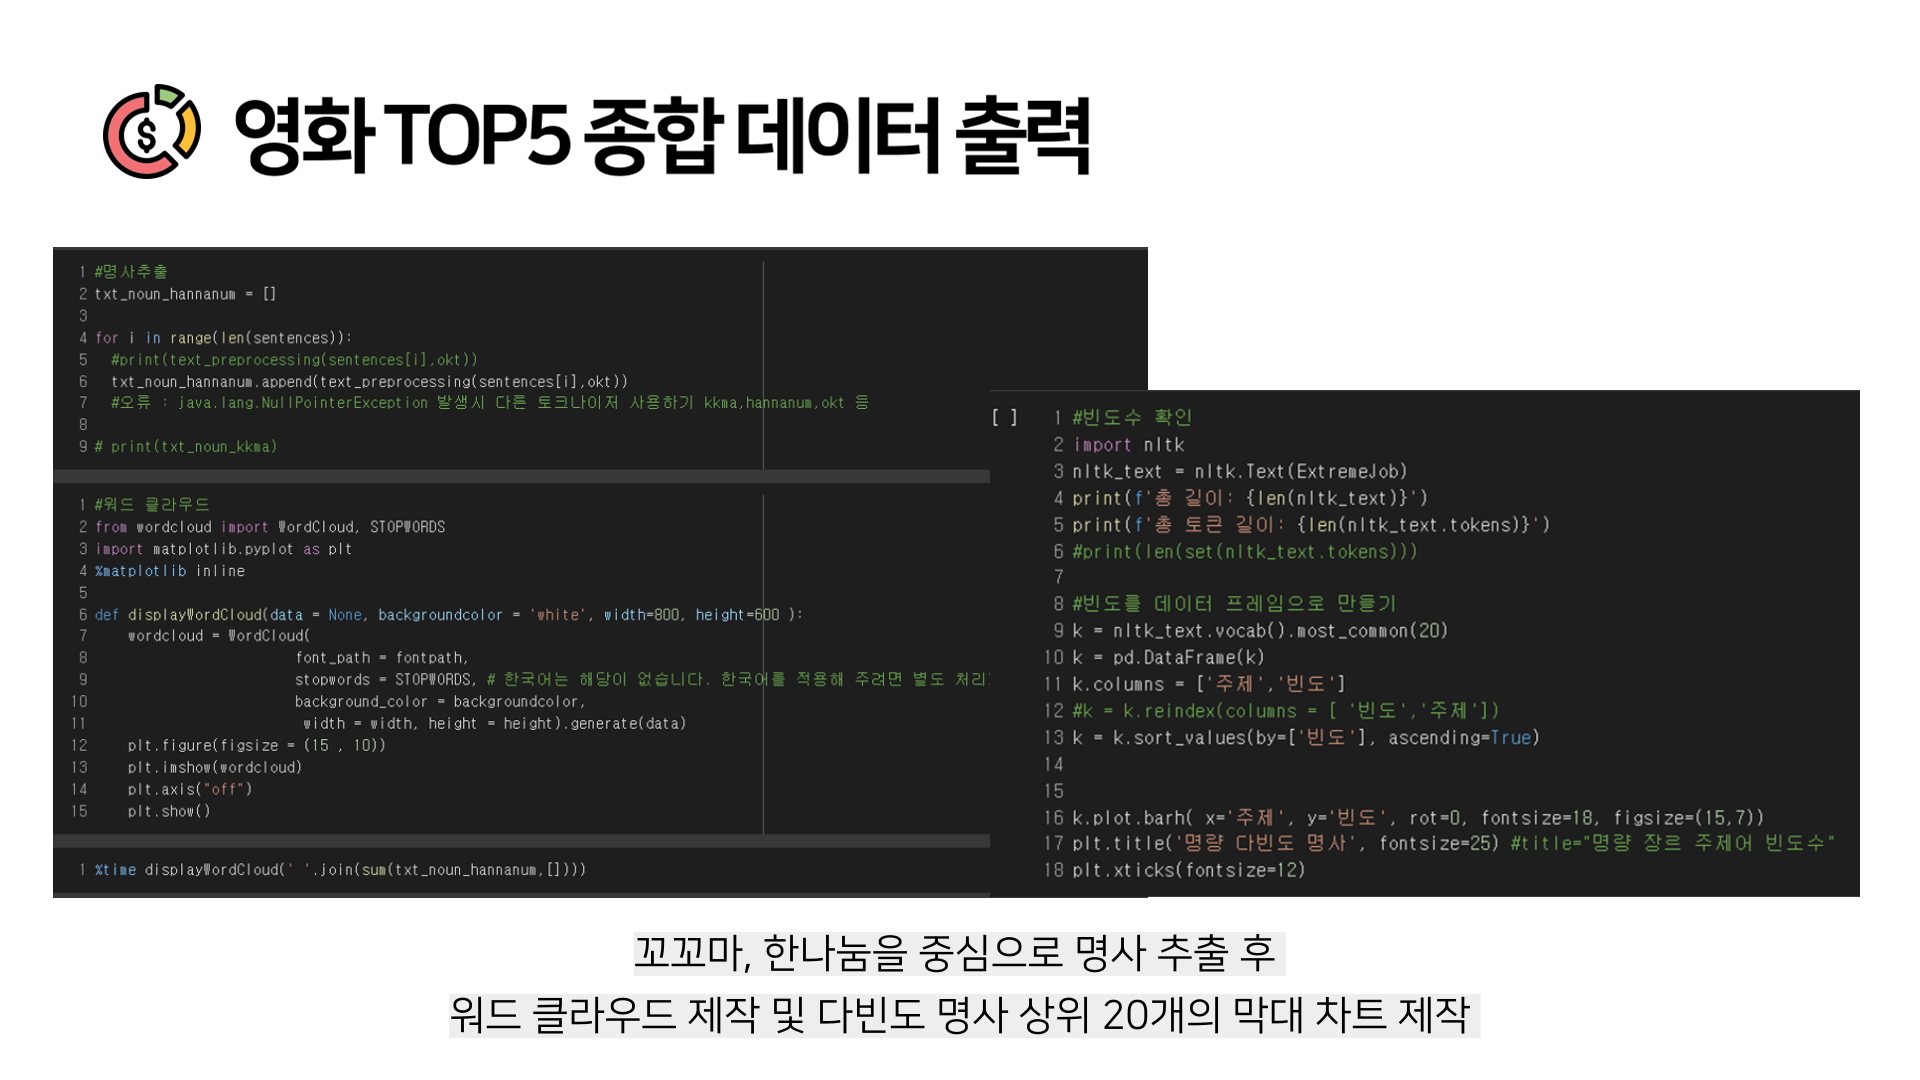 $
영화 TOP5 종합 데이터 출력
1 #명사추출
2 txt_noun_hannanum = []
3
4 for i in range(len(sentences)):
5   #print(text_preprocessing(sentences[i],okt))
6   txt_noun_hannanum.append(text_preprocessing(sentences[i],okt))
7   #오류 : java.lang.NullPointerException 발생시 다른 토크나이저 사용하기 kkma,hannanum,okt 등
8
9 # print(txt_noun_kkma)
1 #워드 클라우드
2 from wordcloud import WordCloud, STOPWORDS
3 import matplotlib.pyplot as plt
4 %matplotlib inline
5
6 def displayWordCloud(data = None, backgroundcolor = 'white', width=800, height=600 ):
7     wordcloud = WordCloud(
8                         font_path = fontpath,
9                         stopwords = STOPWORDS, # 한국어는 해당이 없습니다. 한국어를 적용해 주려면 별도 처리
10                         background_color = backgroundcolor,
11                          width = width, height = height).generate(data)
12     plt.figure(figsize = (15 , 10))
13     plt.imshow(wordcloud)
14     plt.axis("off")
15     plt.show()
1 %time displayWordCloud(' '.join(sum(txt_noun_hannanum,[])))
[ ]
1 #빈도수 확인
2 import nltk
3 nltk_text = nltk.Text(ExtremeJob)
4 print(f'총 길이: {len(nltk_text)}')
5 print(f'총 토큰 길이: {len(nltk_text.tokens)}')
6 #print(len(set(nltk_text.tokens)))
7
8 #빈도를 데이터 프레임으로 만들기
9 k = nltk_text.vocab().most_common(20)
10 k = pd.DataFrame(k)
11 k.columns = ['주제','빈도']
12 #k = k.reindex(columns = [ '빈도','주제'])
13 k = k.sort_values(by=['빈도'], ascending=True)
14
15
16 k.plot.barh( x='주제', y='빈도', rot=0, fontsize=18, figsize=(15,7))
17 plt.title('명량 다빈도 명사', fontsize=25) #title="명량 장르 주제어 빈도수"
18 plt.xticks(fontsize=12)
꼬꼬마, 한나눔을 중심으로 명사 추출 후
워드 클라우드 제작 및 다빈도 명사 상위 20개의 막대 차트 제작